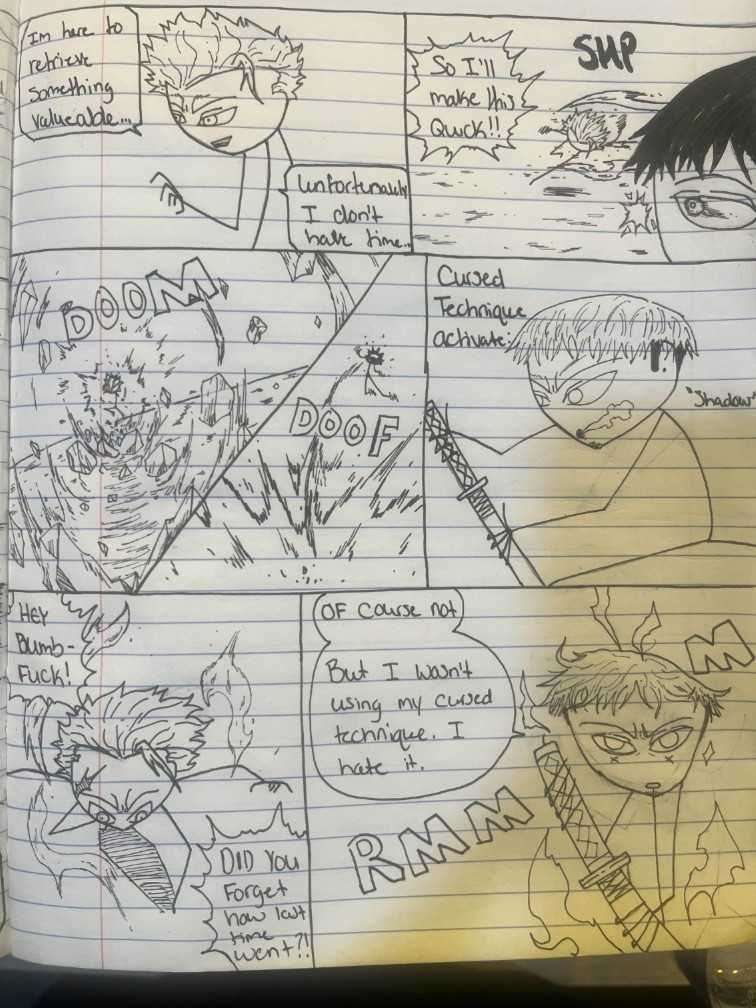 Im here to
retrieve
something
valueable...
Unfortunately
I don't
have time...
So I'll
make this
Quick!!
SHP
DOOM
DOOF
Cursed
Technique
activate:
"Shadow"
HEY
Dumb-
Fuck!
DID YOU
Forget
how last
time
went?!
OF course not
But I wasn't
using my cursed
technique. I
hate it.
RMMM